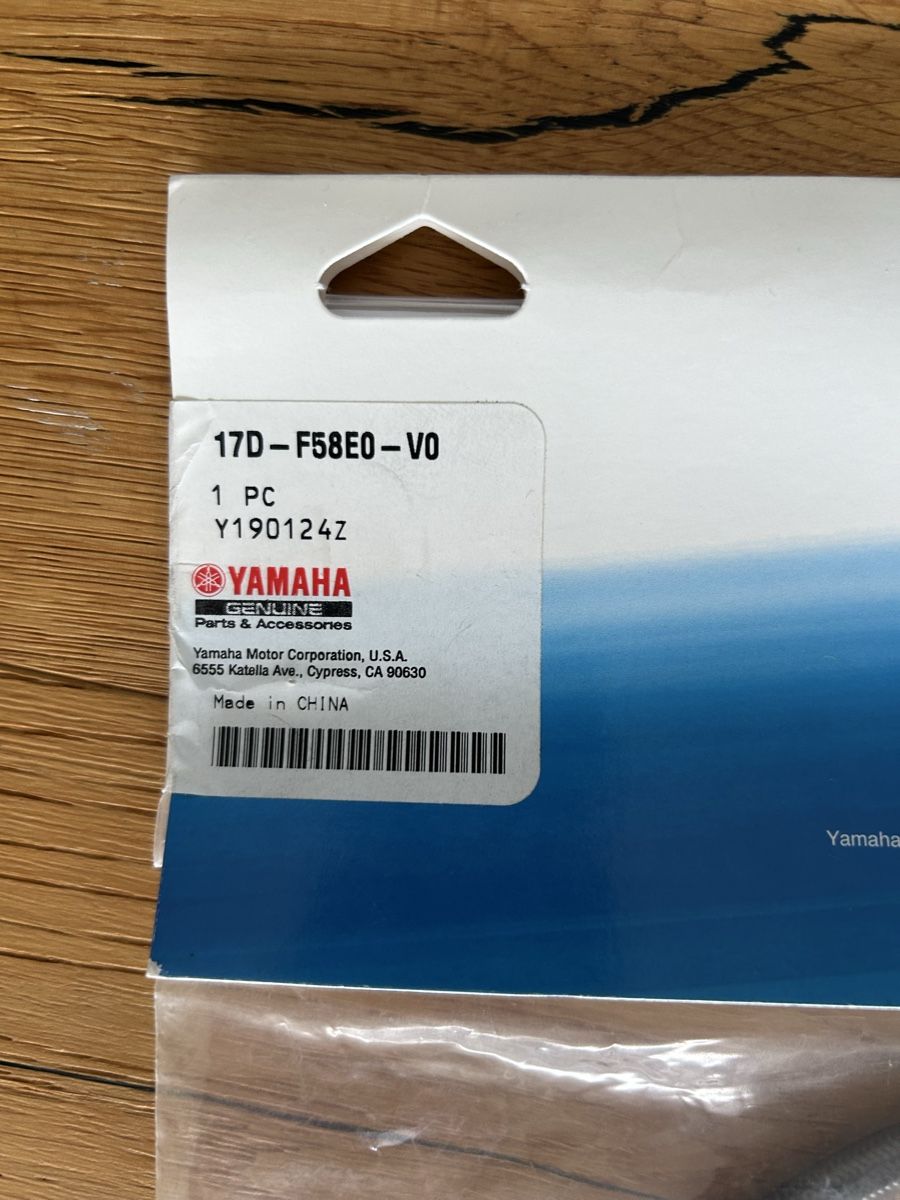 17D-F58E0-V0
1 PC
Y190124Z
YAMAHA
GENUINE
Parts & Accessories
Yamaha Motor Corporation, U.S.A.
6555 Katella Ave., Cypress, CA 90630
Made in CHINA
Yamaha